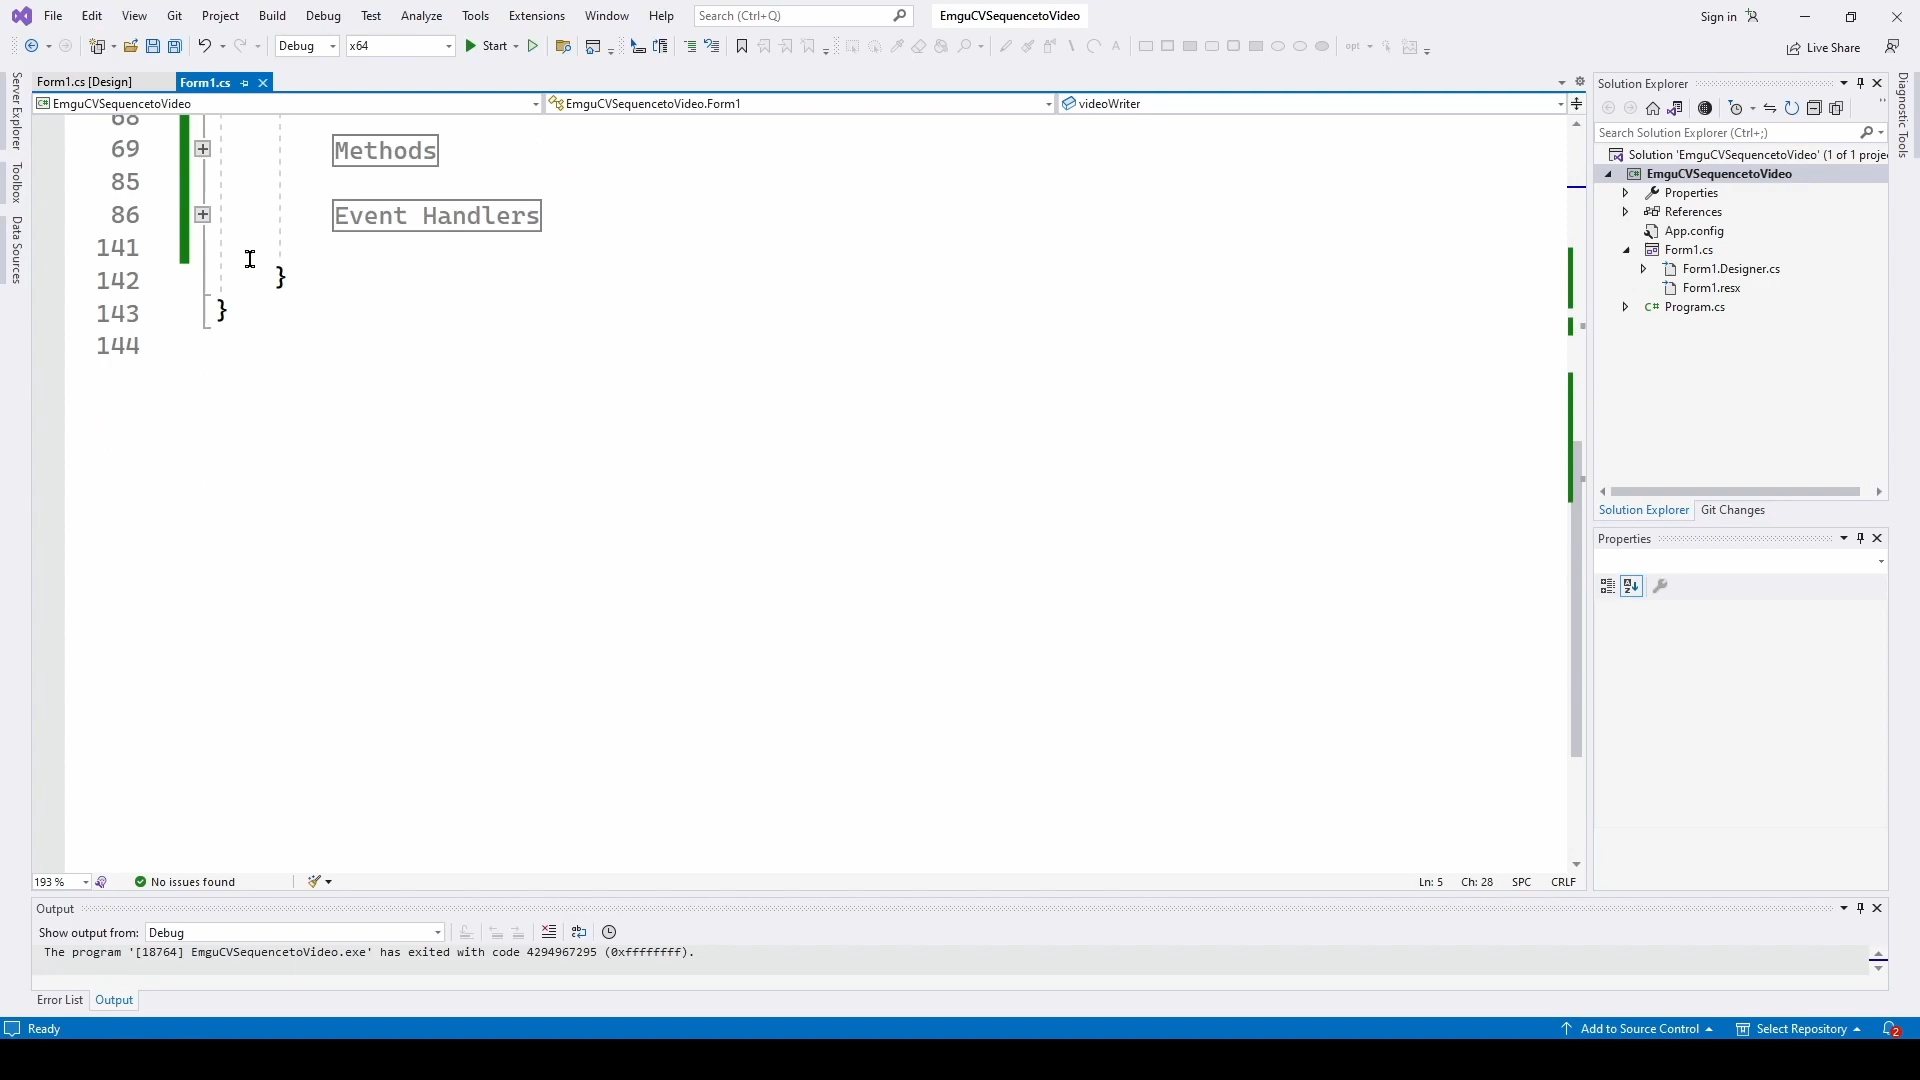 File Edit View Git Project Build Debug Test Analyze Tools Extensions Window Help Search (Ctrl+Q) EmguCVSequencetoVideo Sign in
Debug x64 Start Live Share
Form1.cs [Design] Form1.cs
EmguCVSequencetoVideo EmguCVSequencetoVideo.Form1 videoWriter
Server Explorer
Toolbox
Data Sources
68
69 Methods
85
86 Event Handlers
141
142 }
143 }
144
193 % No issues found Ln: 5 Ch: 28 SPC CRLF
Solution Explorer
Search Solution Explorer (Ctrl+;)
Solution 'EmguCVSequencetoVideo' (1 of 1 proje
EmguCVSequencetoVideo
Properties
References
App.config
Form1.cs
Form1.Designer.cs
Form1.resx
C# Program.cs
Solution Explorer Git Changes
Properties
Diagnostic Tools
Output
Show output from: Debug
The program '[18764] EmguCVSequencetoVideo.exe' has exited with code 4294967295 (0xffffffff).
Error List Output
Ready Add to Source Control Select Repository 2